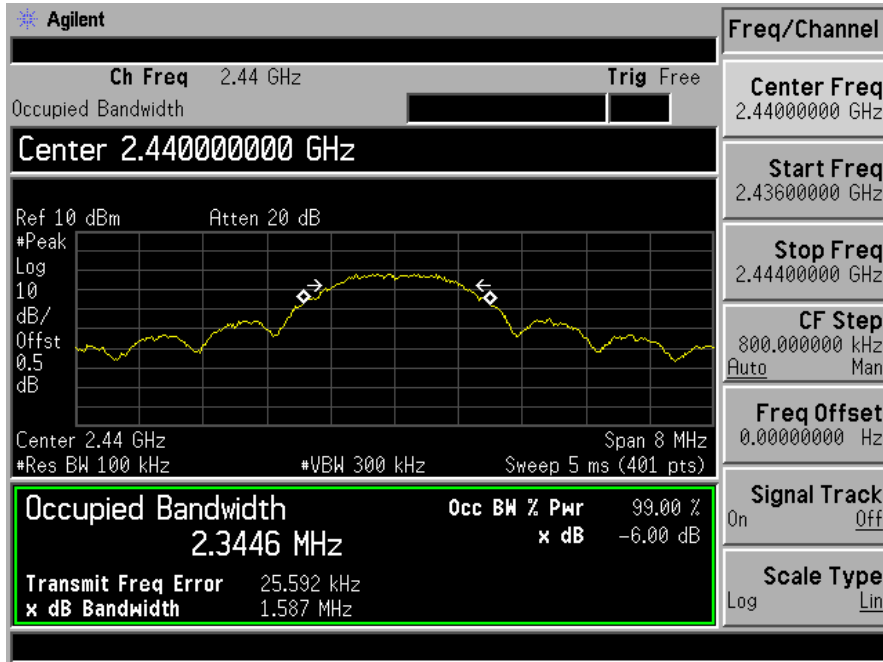 Agilent
Ch Freq 2.44 GHz Trig Free
Occupied Bandwidth
Center 2.440000000 GHz
Ref 10 dBm Atten 20 dB
#Peak
Log
10
dB/
Offst
0.5
dB
Center 2.44 GHz Span 8 MHz
#Res BW 100 kHz #VBW 300 kHz Sweep 5 ms (401 pts)
Occupied Bandwidth Occ BW % Pwr 99.00 %
2.3446 MHz x dB -6.00 dB
Transmit Freq Error 25.592 kHz
x dB Bandwidth 1.587 MHz
Freq/Channel
Center Freq
2.44000000 GHz
Start Freq
2.43600000 GHz
Stop Freq
2.44400000 GHz
CF Step
800.000000 kHz
Auto Man
Freq Offset
0.00000000 Hz
Signal Track
On Off
Scale Type
Log Lin